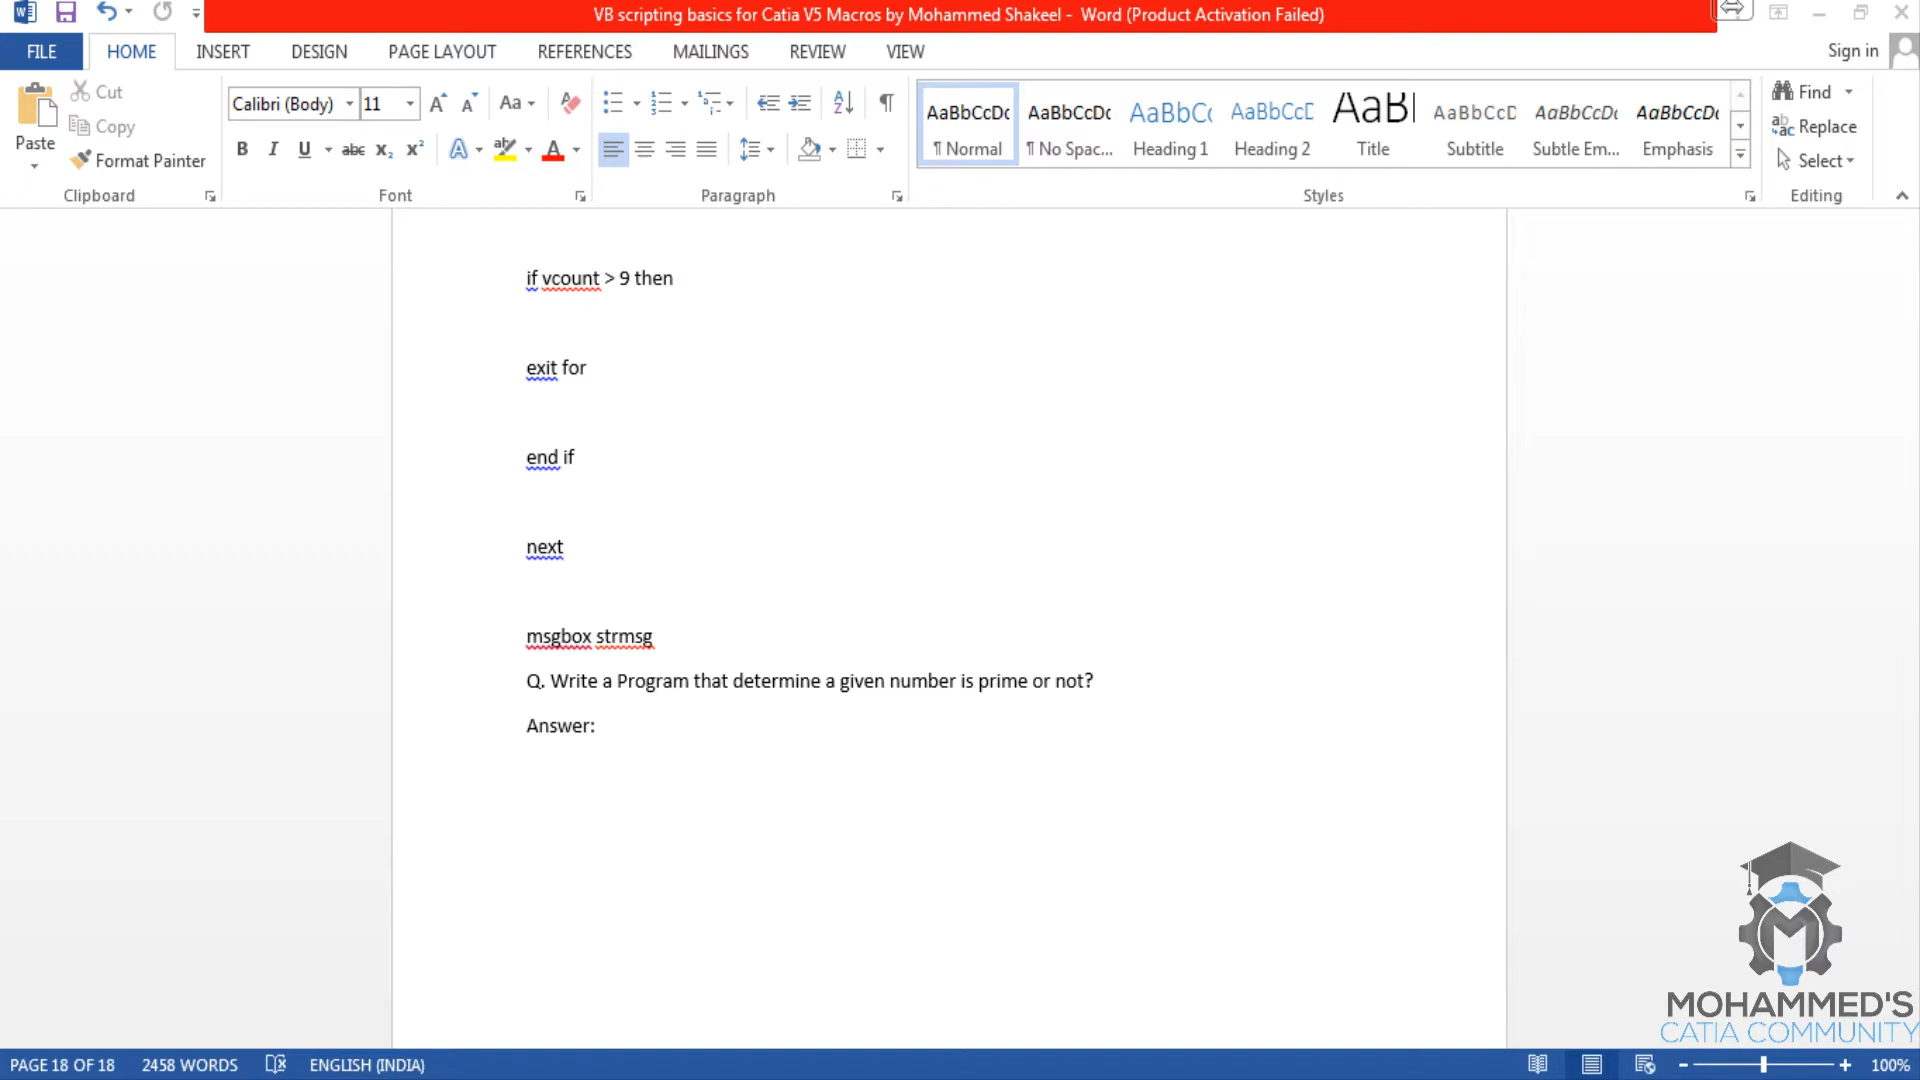 VB scripting basics for Catia V5 Macros by Mohammed Shakeel - Word (Product Activation Failed)
FILE HOME INSERT DESIGN PAGE LAYOUT REFERENCES MAILINGS REVIEW VIEW Sign in
Paste
Cut
Copy
Format Painter
Clipboard
Calibri (Body) 11
Font
Paragraph
AaBbCcDc AaBbCcDc AaBbCc AaBbCcD AaBl AaBbCcD AaBbCcDc AaBbCcDc
¶ Normal ¶ No Spac... Heading 1 Heading 2 Title Subtitle Subtle Em... Emphasis
Styles
Find
Replace
Select
Editing
if vcount > 9 then
exit for
end if
next
msgbox strmsg
Q. Write a Program that determine a given number is prime or not?
Answer:
MOHAMMED'S
CATIA COMMUNITY
PAGE 18 OF 18 2458 WORDS ENGLISH (INDIA) 100%